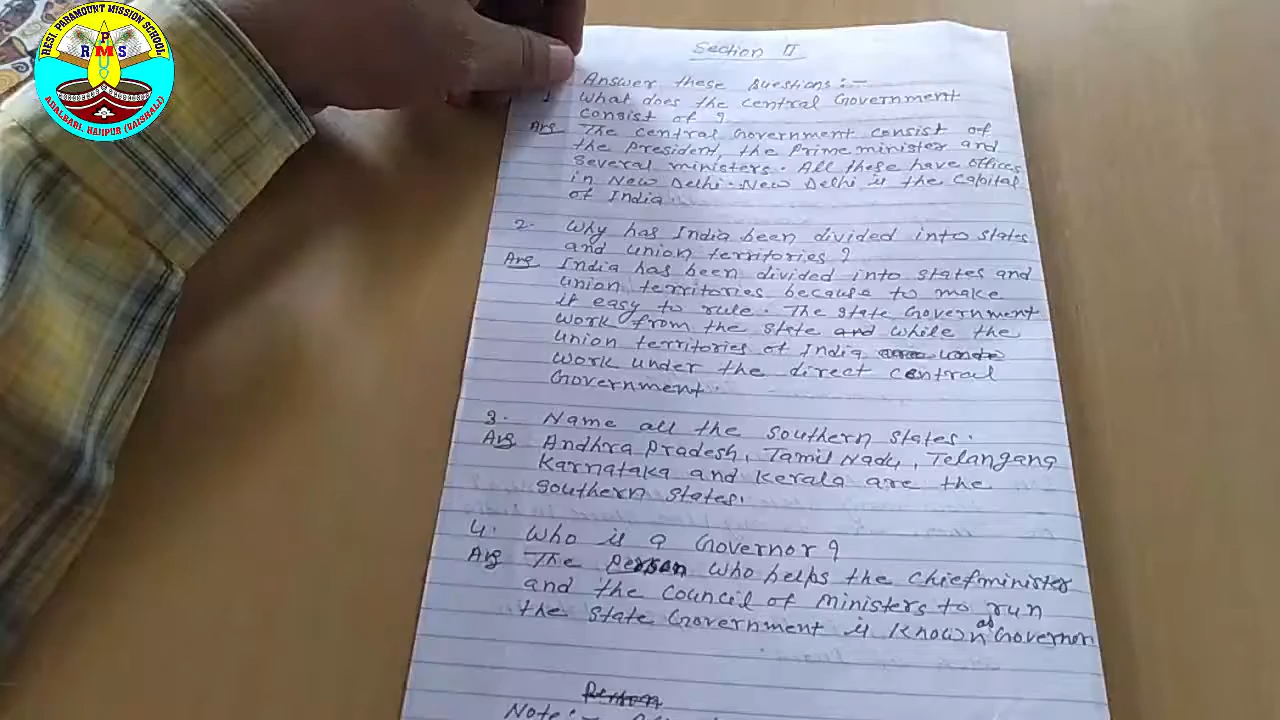 RESI PARAMOUNT MISSION SCHOOL
R P M S
ADALBARI, HAJIPUR (VAISHALI)
Section II
Answer these questions :-
1. What does the central Government
consist of ?
Ans The central Government consist of
the President, the Prime minister and
several ministers. All these have offices
in New Delhi. New Delhi is the capital
of India.
2. Why has India been divided into states
and union territories ?
Ans India has been divided into states and
union territories because to make
it easy to rule. The state Government
work from the state and while the
union territories of India
work under the direct central
Government.
3. Name all the southern states.
Ans Andhra Pradesh, Tamil Nadu, Telangana
Karnataka and Kerala are the
southern states.
4. Who is a Governor ?
Ans The person who helps the chiefminister
and the council of ministers to run
the state Government is known as Governor
Person
Note :-